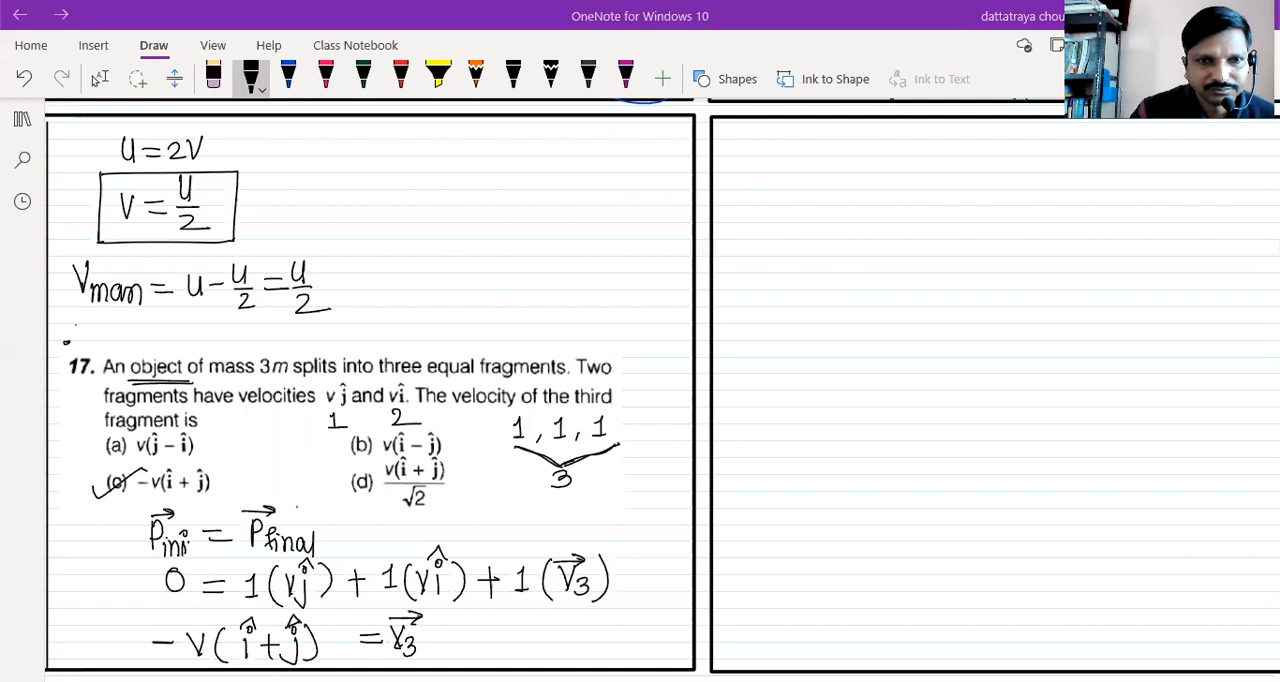 OneNote for Windows 10
dattatraya chou
Home Insert Draw View Help Class Notebook
Shapes Ink to Shape Ink to Text
u = 2V
V = u/2
Vman = u - u/2 = u/2
17. An object of mass 3m splits into three equal fragments. Two
fragments have velocities v ĵ and vî. The velocity of the third
fragment is
1 2
1, 1, 1
(a) v(ĵ − î) (b) v(î − ĵ)
3
(c) −v(î + ĵ) (d) v(î + ĵ)/√2
P⃗ini = P⃗final
0 = 1(vĵ) + 1(vî) + 1(V⃗3)
- v(î + ĵ) = V⃗3